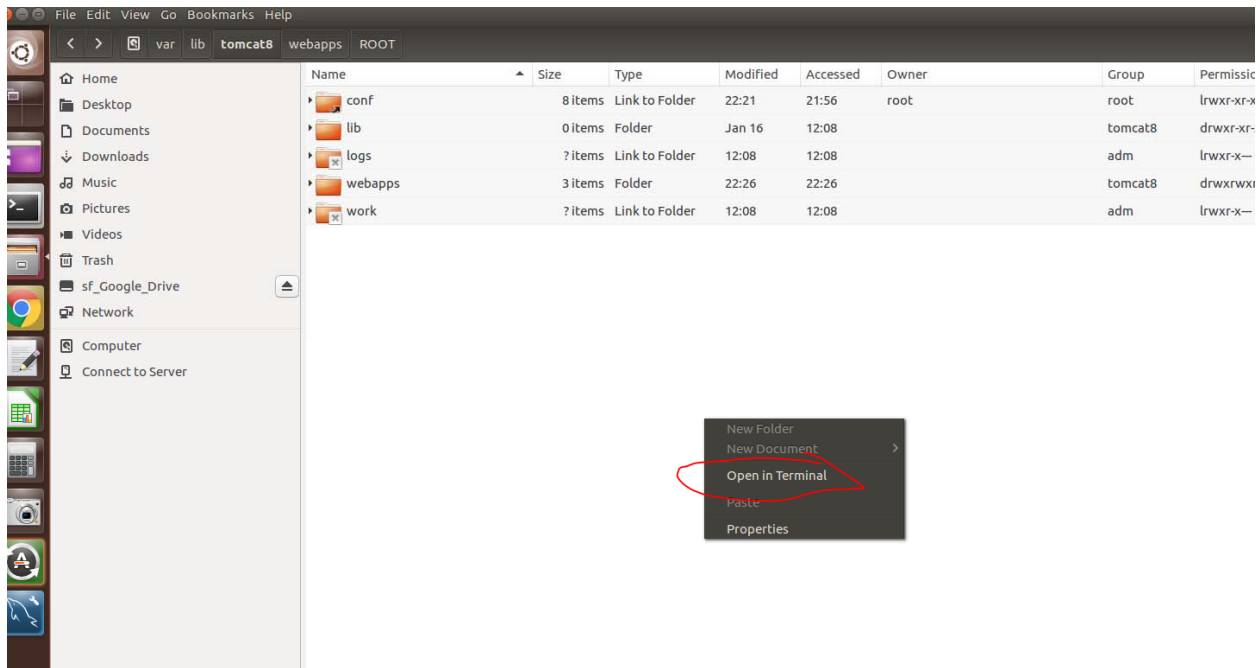 File Edit View Go Bookmarks Help
var lib tomcat8 webapps ROOT
Name Size Type Modified Accessed Owner Group Permissio
conf 8 items Link to Folder 22:21 21:56 root root lrwxr-xr-x
lib 0 items Folder Jan 16 12:08 tomcat8 drwxr-xr-
logs ? items Link to Folder 12:08 12:08 adm lrwxr-x—
webapps 3 items Folder 22:26 22:26 tomcat8 drwxrwxr
work ? items Link to Folder 12:08 12:08 adm lrwxr-x—
Home
Desktop
Documents
Downloads
Music
Pictures
Videos
Trash
sf_Google_Drive
Network
Computer
Connect to Server
New Folder
New Document
Open in Terminal
Paste
Properties